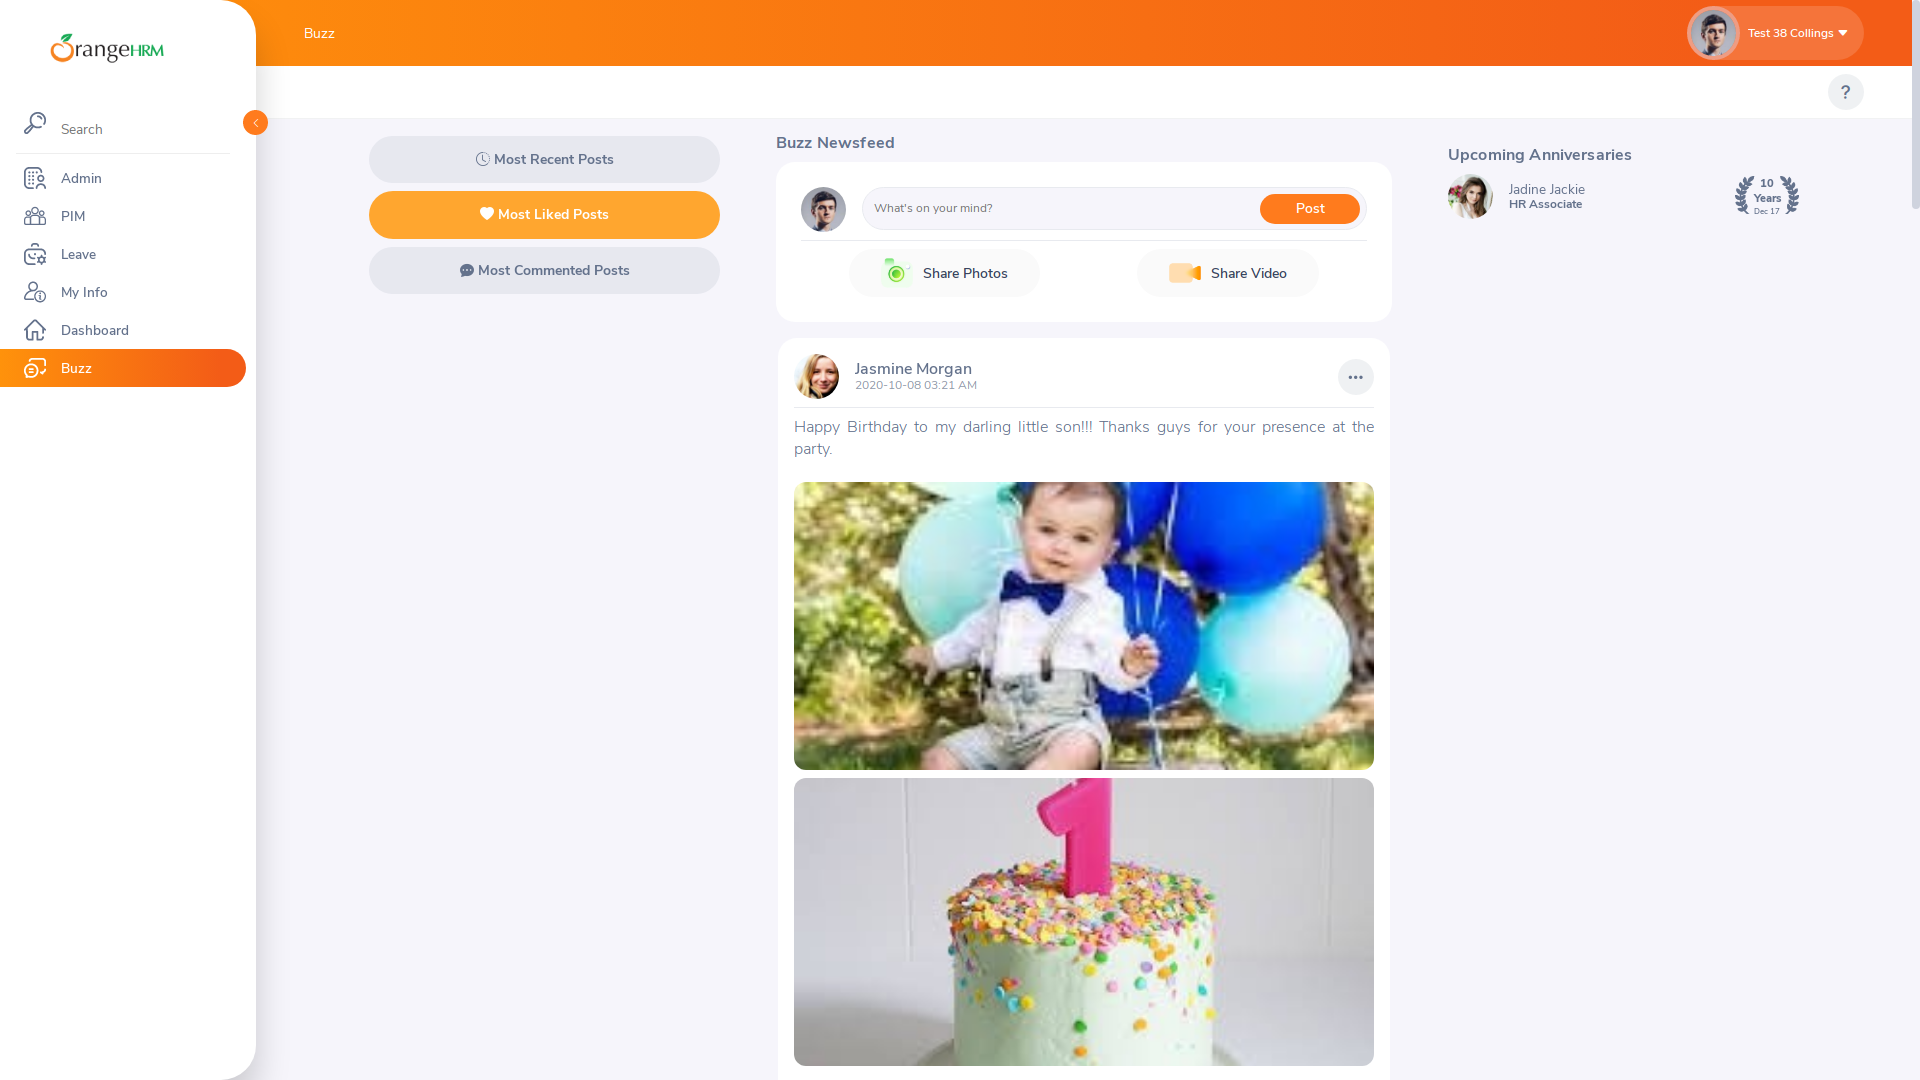 OrangeHRM
Search
Admin
PIM
Leave
My Info
Dashboard
Buzz
Buzz
Test 38 Collings
?
Most Recent Posts
Most Liked Posts
Most Commented Posts
Buzz Newsfeed
What's on your mind?
Post
Share Photos
Share Video
Jasmine Morgan
2020-10-08 03:21 AM
Happy Birthday to my darling little son!!! Thanks guys for your presence at the
party.
1
Upcoming Anniversaries
Jadine Jackie
HR Associate
10
Years
Dec 17